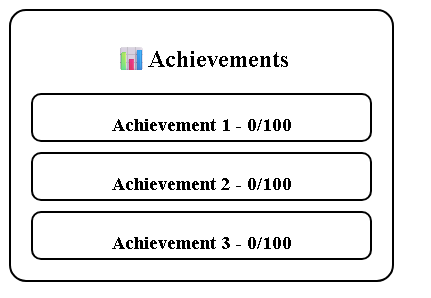 📊 Achievements
Achievement 1 - 0/100
Achievement 2 - 0/100
Achievement 3 - 0/100